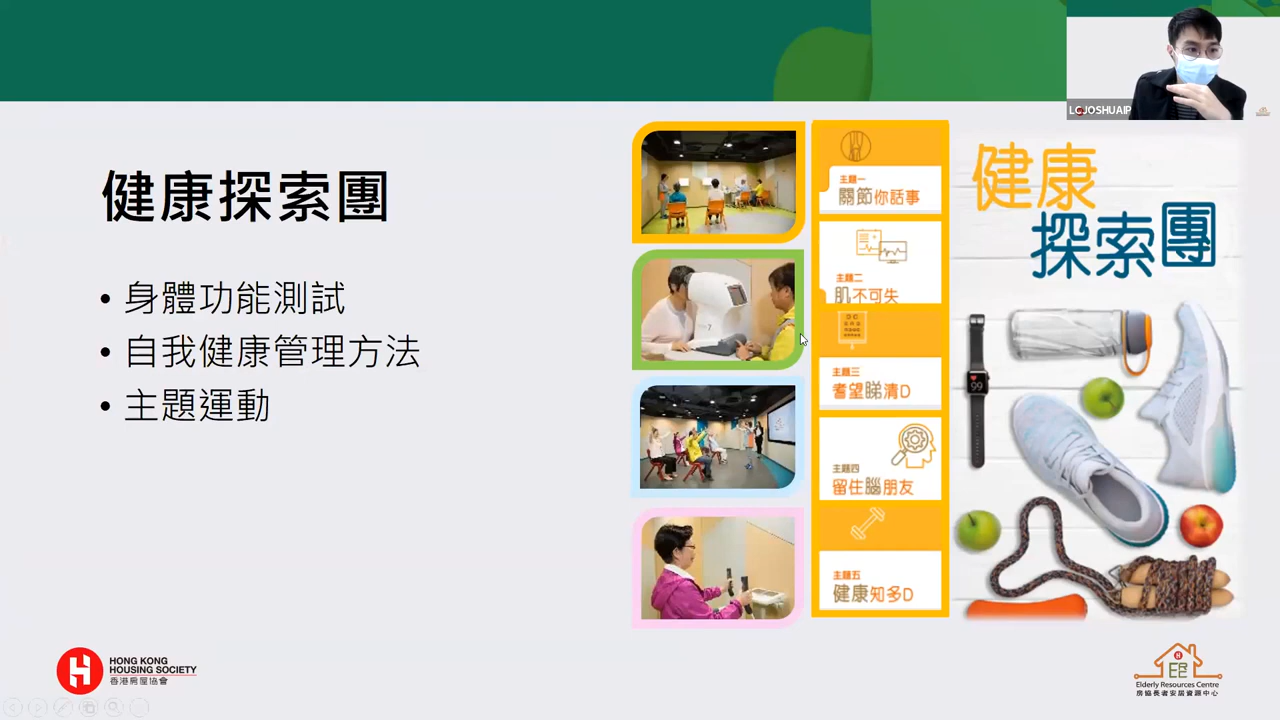 LCJOSHUAIP
健康探索團
• 身體功能測試
• 自我健康管理方法
• 主題運動
主題一
關節你話事
主題二
肌不可失
主題三
耆望睇清D
主題四
留住腦朋友
主題五
健康知多D
健康
探索團
99
HONG KONG
HOUSING SOCIETY
香港房屋協會
Elderly Resources Centre
房協長者安居資源中心